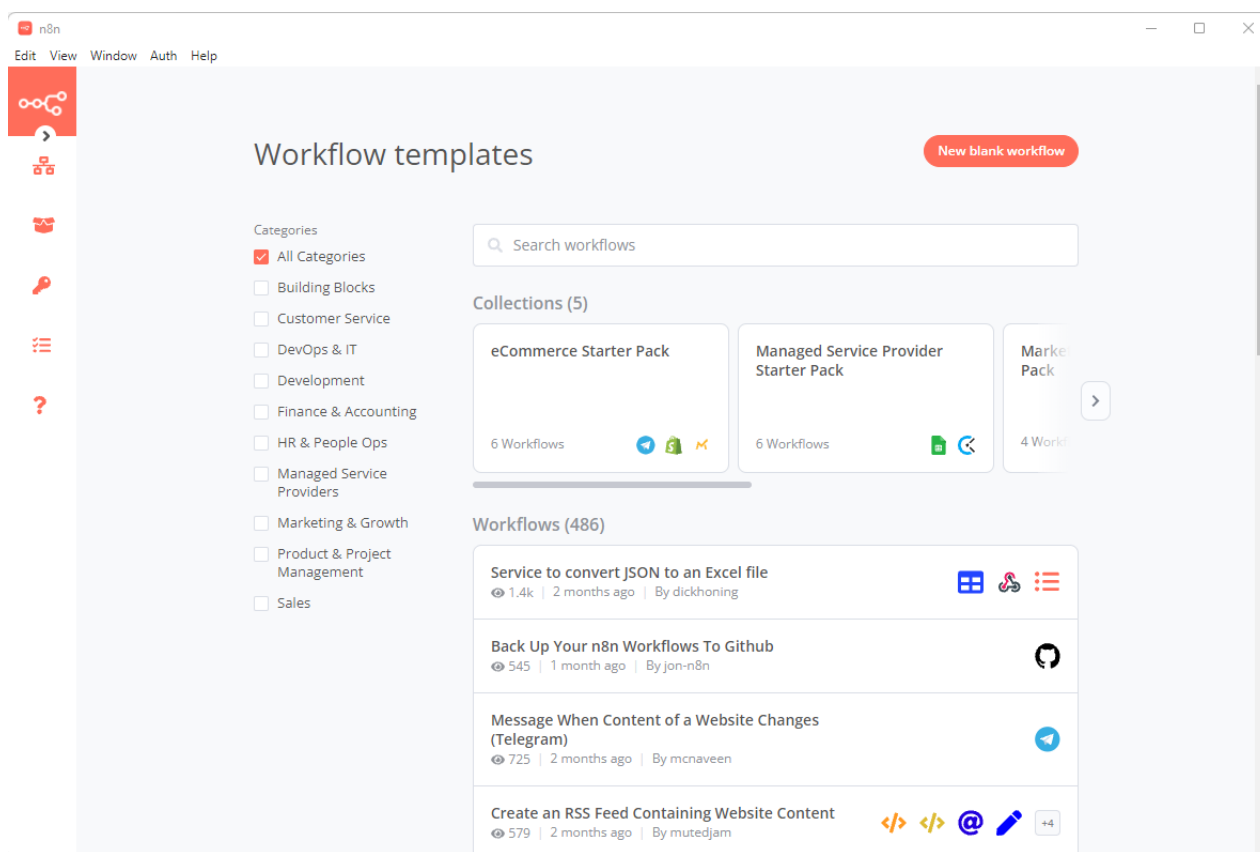 n8n
Edit View Window Auth Help
Workflow templates
New blank workflow
Categories
All Categories
Building Blocks
Customer Service
DevOps & IT
Development
Finance & Accounting
HR & People Ops
Managed Service
Providers
Marketing & Growth
Product & Project
Management
Sales
Search workflows
Collections (5)
eCommerce Starter Pack
6 Workflows
Managed Service Provider
Starter Pack
6 Workflows
Pack
4
Workflows (486)
Service to convert JSON to an Excel file
1.4k | 2 months ago | By dickhoning
Back Up Your n8n Workflows To Github
545 | 1 month ago | By jon-n8n
Message When Content of a Website Changes
(Telegram)
725 | 2 months ago | By mcnaveen
Create an RSS Feed Containing Website Content
579 | 2 months ago | By mutedjam
+4